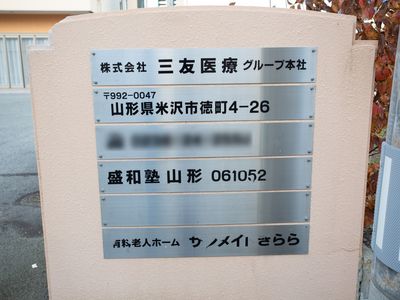 株式会社 三友医療 グループ本社
〒992-0047
山形県米沢市徳町4-26
盛和塾 山形 061052
有料老人ホーム サンメイト きらら